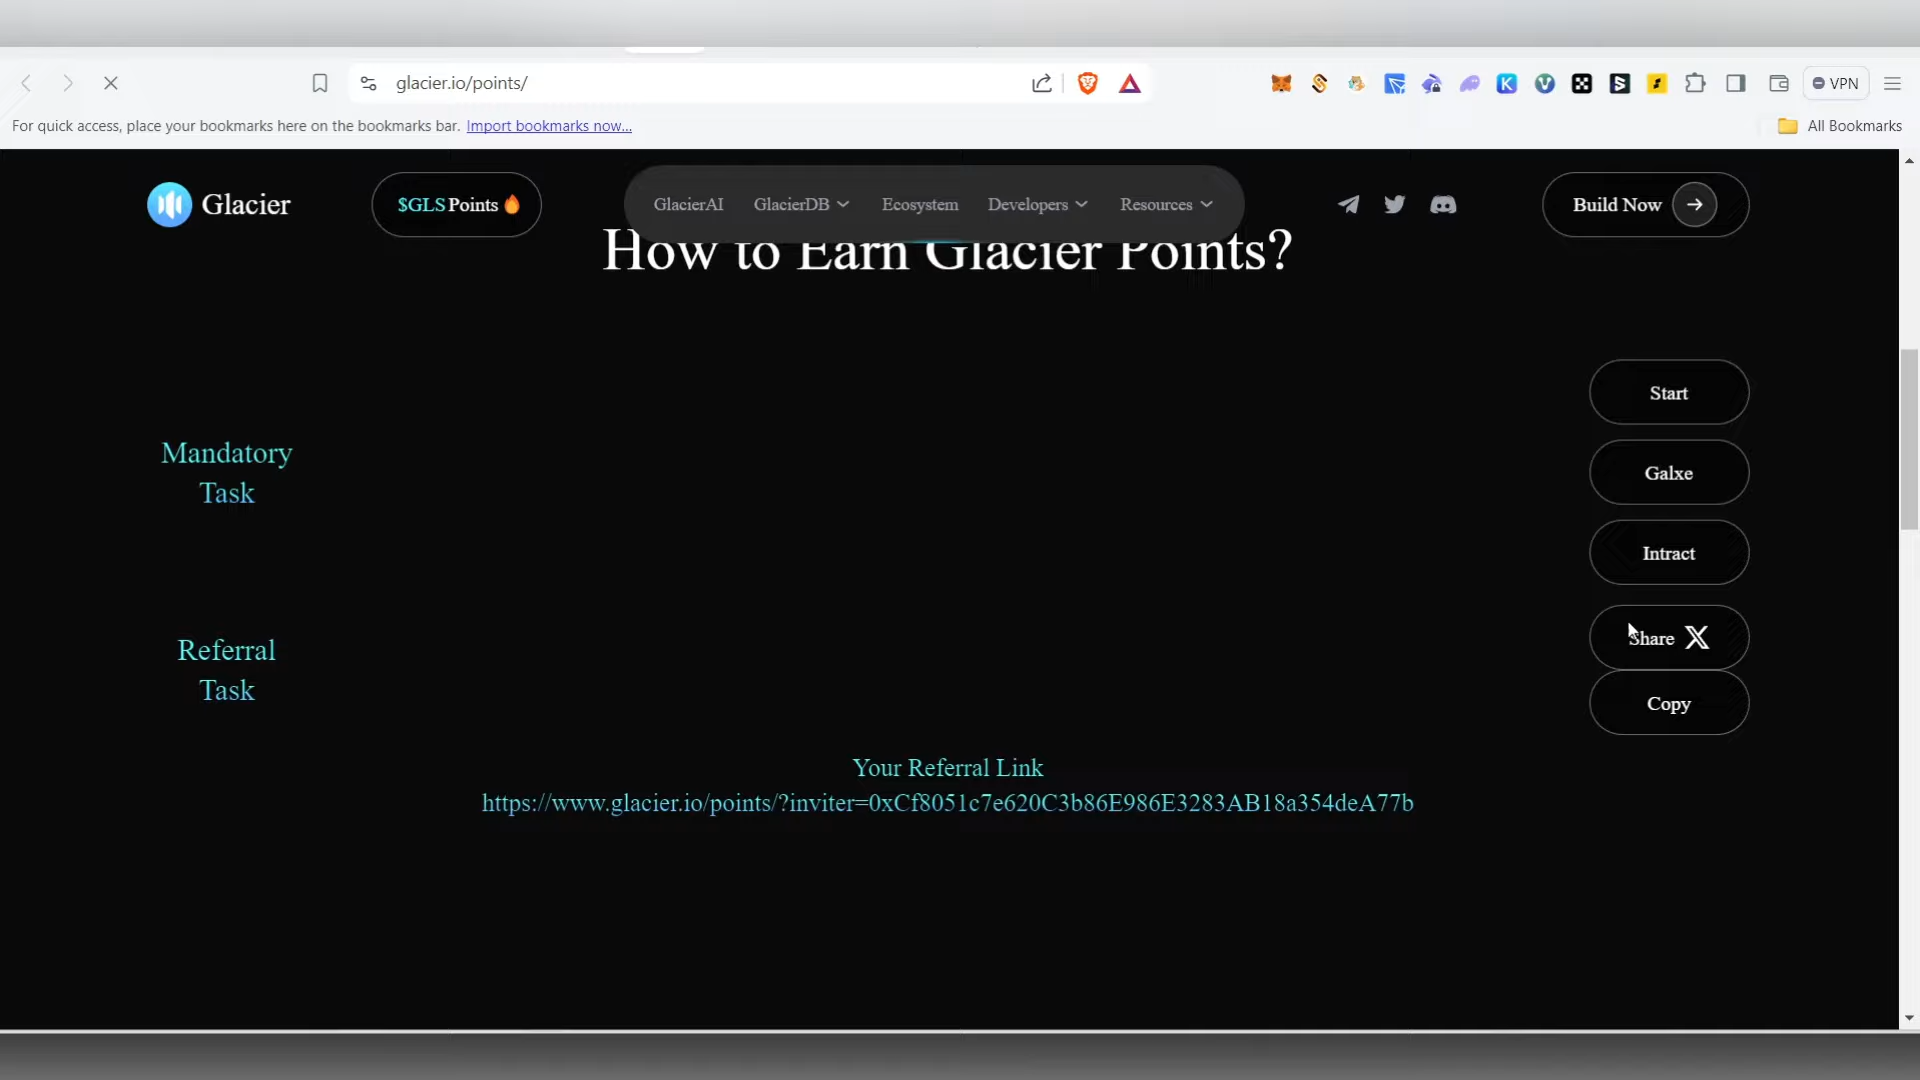 glacier.io/points/
VPN
For quick access, place your bookmarks here on the bookmarks bar. Import bookmarks now...
All Bookmarks
Glacier
$GLS Points
GlacierAI
GlacierDB
Ecosystem
Developers
Resources
Build Now
How to Earn Glacier Points?
Mandatory
Task
Start
Galxe
Intract
Referral
Task
Share X
Copy
Your Referral Link
https://www.glacier.io/points/?inviter=0xCf8051c7e620C3b86E986E3283AB18a354deA77b